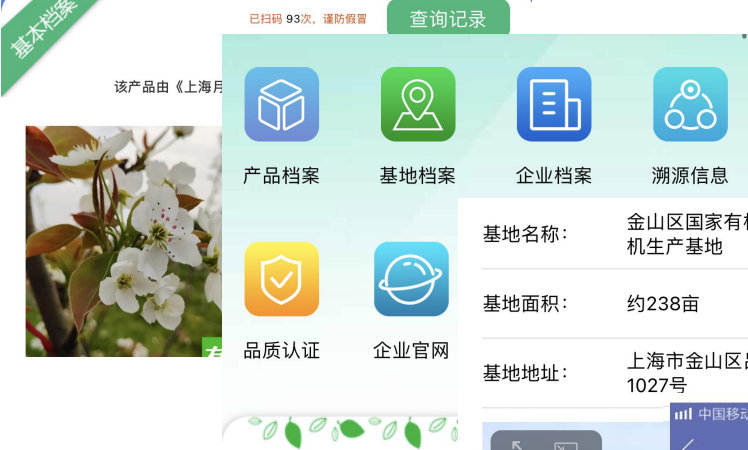 已扫码 93次，谨防假冒
查询记录
基本档案
该产品由《上海月
产品档案
基地档案
企业档案
溯源信息
基地名称：
金山区国家有机
机生产基地
品质认证
企业官网
基地面积：
约238亩
基地地址：
上海市金山区
1027号
中国移动